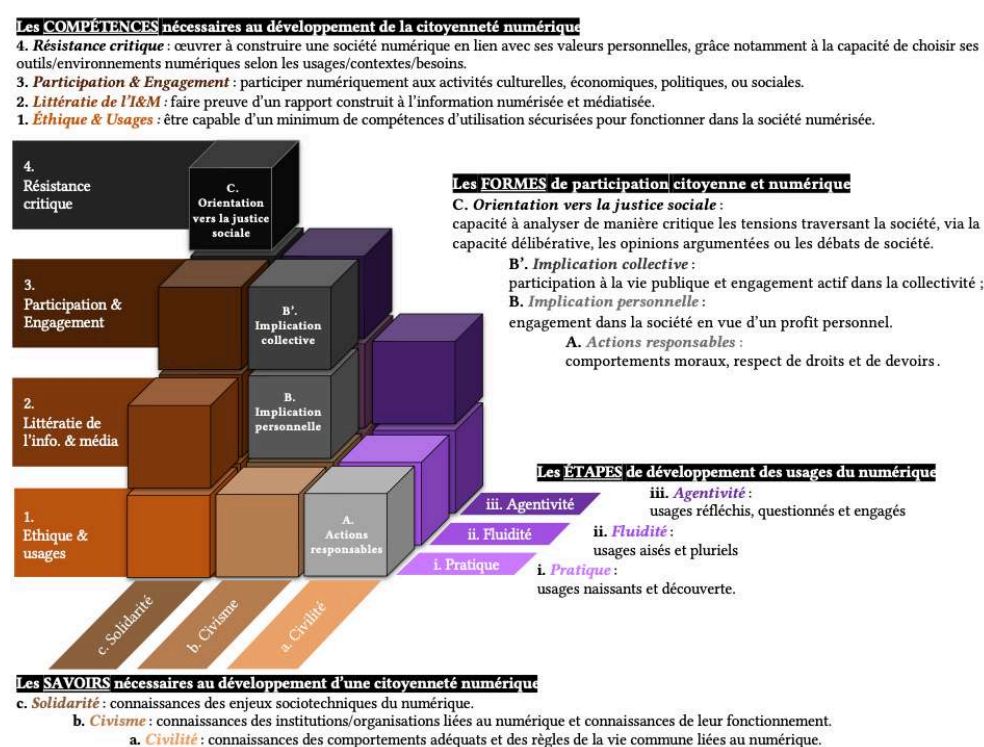 Les COMPÉTENCES nécessaires au développement de la citoyenneté numérique
4. Résistance critique : œuvrer à construire une société numérique en lien avec ses valeurs personnelles, grâce notamment à la capacité de choisir ses
outils/environnements numériques selon les usages/contextes/besoins.
3. Participation & Engagement : participer numériquement aux activités culturelles, économiques, politiques, ou sociales.
2. Littératie de l'I&M : faire preuve d'un rapport construit à l'information numérisée et médiatisée.
1. Éthique & Usages : être capable d'un minimum de compétences d'utilisation sécurisées pour fonctionner dans la société numérisée.
4.
Résistance
critique
C.
Orientation
vers la justice
sociale
3.
Participation &
Engagement
B'.
Implication
collective
2.
Littératie de
l'info. & média
B.
Implication
personnelle
1.
Ethique &
usages
A.
Actions
responsables
Les FORMES de participation citoyenne et numérique
C. Orientation vers la justice sociale :
capacité à analyser de manière critique les tensions traversant la société, via la
capacité délibérative, les opinions argumentées ou les débats de société.
B'. Implication collective :
participation à la vie publique et engagement actif dans la collectivité ;
B. Implication personnelle :
engagement dans la société en vue d'un profit personnel.
A. Actions responsables :
comportements moraux, respect de droits et de devoirs.
Les ÉTAPES de développement des usages du numérique
iii. Agentivité :
usages réfléchis, questionnés et engagés
ii. Fluidité :
usages aisés et pluriels
i. Pratique :
usages naissants et découverte.
iii. Agentivité
ii. Fluidité
i. Pratique
c. Solidarité
b. Civisme
a. Civilité
Les SAVOIRS nécessaires au développement d'une citoyenneté numérique
c. Solidarité : connaissances des enjeux sociotechniques du numérique.
b. Civisme : connaissances des institutions/organisations liées au numérique et connaissances de leur fonctionnement.
a. Civilité : connaissances des comportements adéquats et des règles de la vie commune liées au numérique.